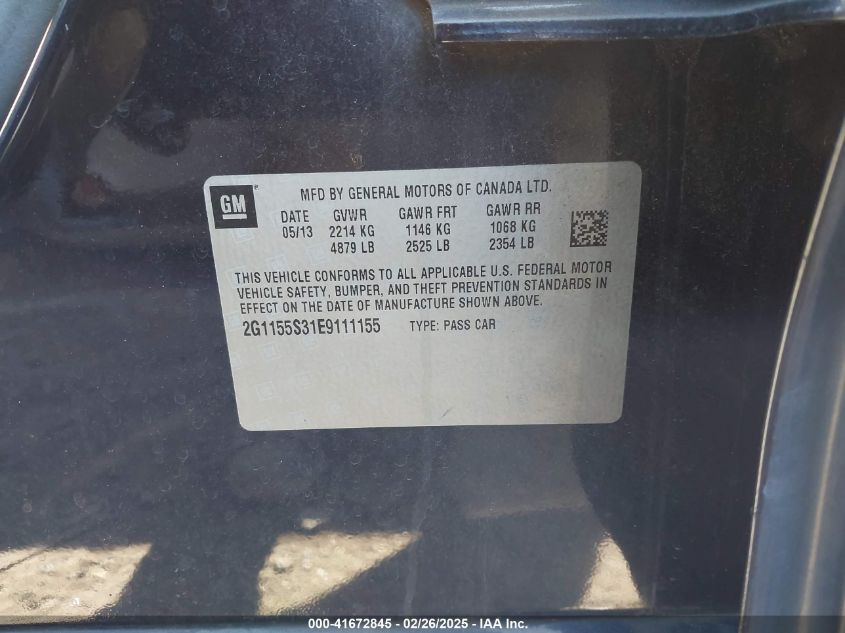 GM
MFD BY GENERAL MOTORS OF CANADA LTD.
DATE GVWR GAWR FRT GAWR RR
05/13 2214 KG 1146 KG 1068 KG
4879 LB 2525 LB 2354 LB
THIS VEHICLE CONFORMS TO ALL APPLICABLE U.S. FEDERAL MOTOR
VEHICLE SAFETY, BUMPER, AND THEFT PREVENTION STANDARDS IN
EFFECT ON THE DATE OF MANUFACTURE SHOWN ABOVE.
2G1155S31E9111155 TYPE: PASS CAR
000-41672845 - 02/26/2025 - IAA Inc.